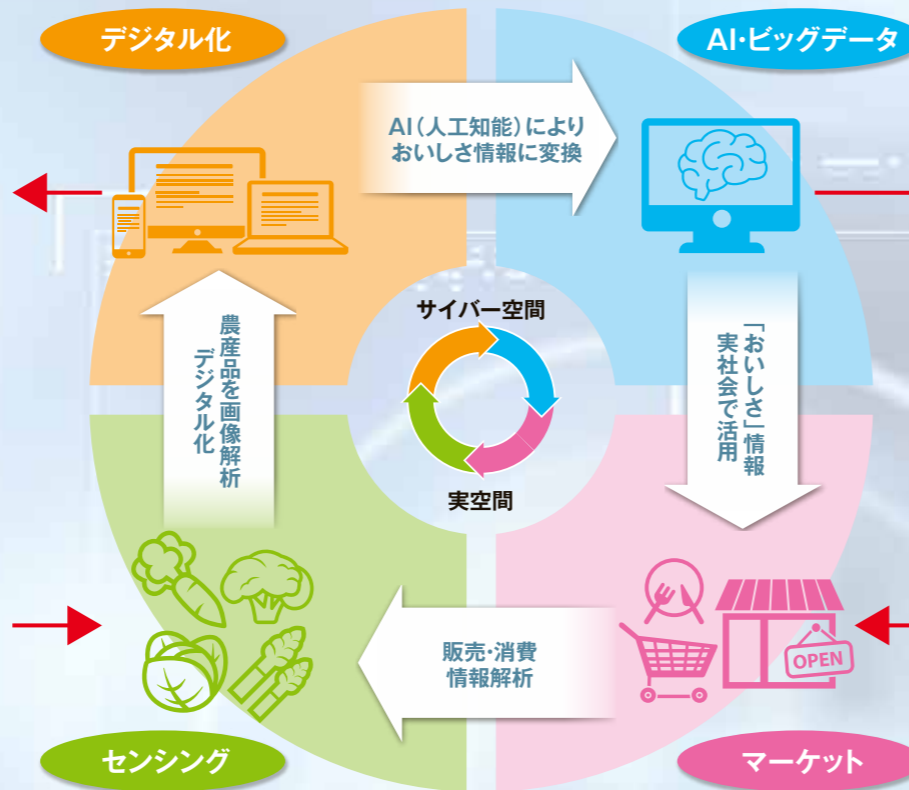 デジタル化
AI・ビッグデータ
AI（人工知能）により
おいしさ情報に変換
サイバー空間
農産品を画像解析
デジタル化
「おいしさ」情報
実社会で活用
実空間
販売・消費
情報解析
OPEN
センシング
マーケット